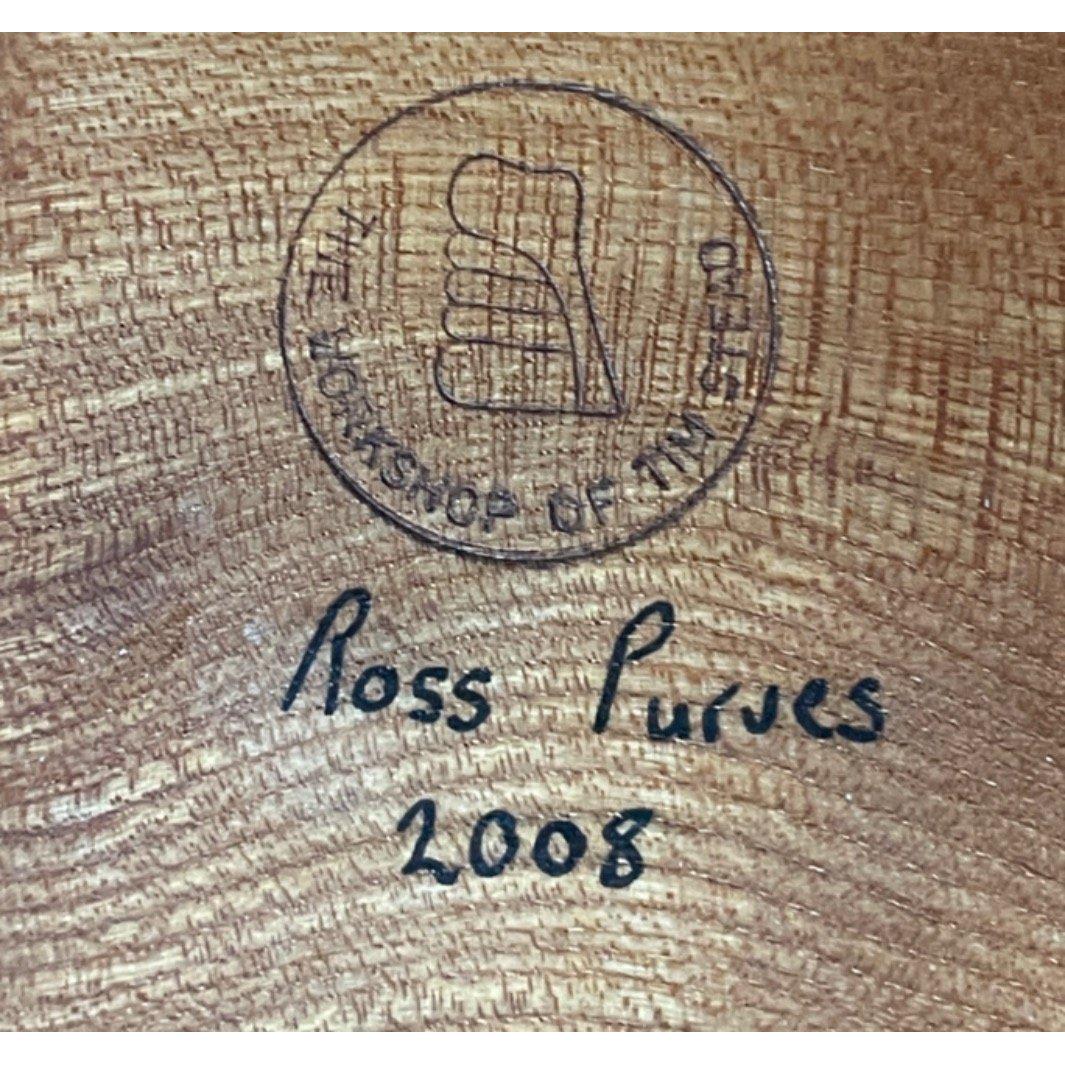 THE WORKSHOP OF TIM STEAD
Ross Purves
2008